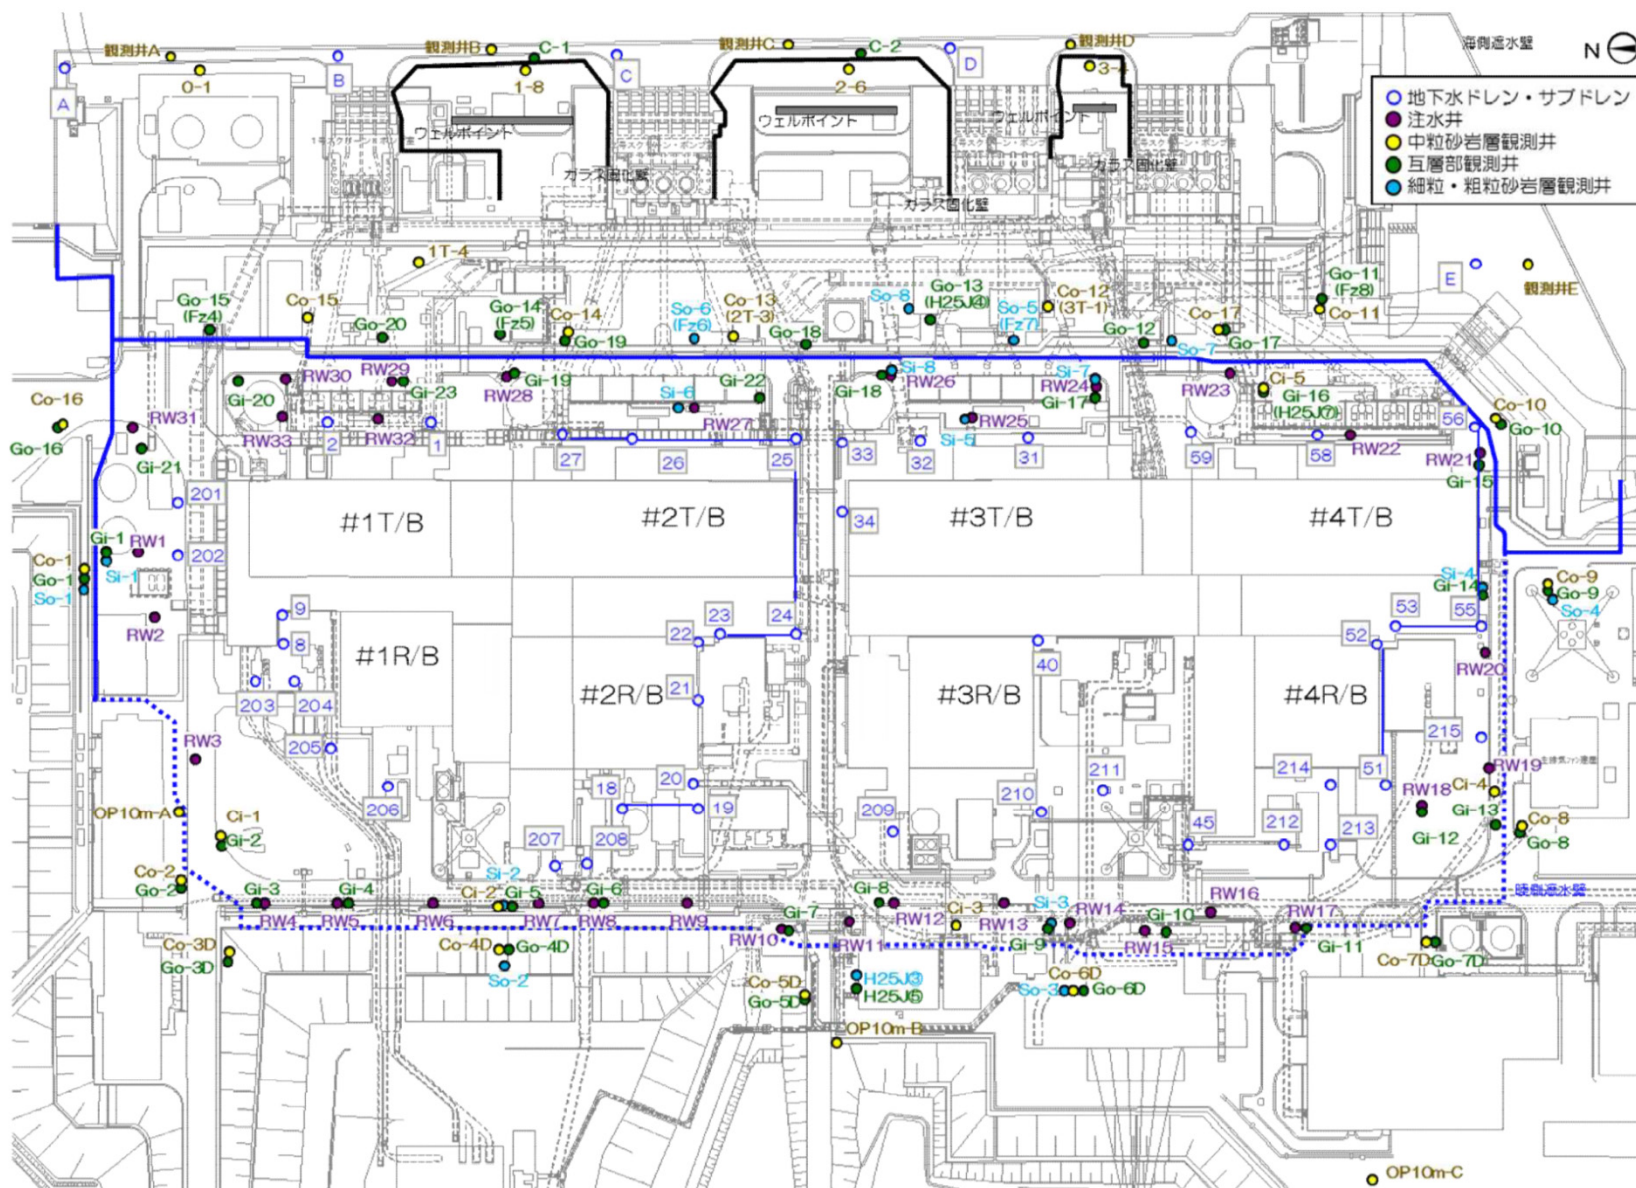 観測井A
観測井B
C-1
観測井C
C-2
観測井D
海側遮水壁
N
A
0-1
B
1-8
C
2-6
D
3-4
地下水ドレン・サブドレン
注水井
中粒砂岩層観測井
互層部観測井
細粒・粗粒砂岩層観測井
ウェルポイント
ウェルポイント
ウェルポイント
ガラス固化壁
ガラス固化壁
ガラス固化壁
1T-4
E
観測井E
Go-15
(Fz4)
Co-15
Go-20
Go-14
(Fz5)
Co-14
Go-19
So-6
(Fz6)
Co-13
(2T-3)
Go-18
So-8
Go-13
(H25J④)
So-5
(Fz7)
Co-12
(3T-1)
Go-12
So-7
Co-17
Go-17
Go-11
(Fz8)
Co-11
Co-16
Go-16
RW31
Gi-21
Gi-20
RW30
RW33
RW29
Gi-23
RW32
RW28
Gi-19
Si-6
RW27
Gi-22
Gi-18
Si-8
RW26
Si-5
RW25
Si-7
RW24
Gi-17
RW23
Ci-5
Gi-16
(H25J⑦)
RW22
56
Co-10
Go-10
RW21
Gi-15
2
1
27
26
25
33
32
31
59
58
201
202
34
#1T/B
#2T/B
#3T/B
#4T/B
Gi-1
RW1
Si-1
Co-1
Go-1
So-1
RW2
Si-4
Gi-14
Co-9
Go-9
So-4
9
8
22
23
24
40
52
53
55
RW20
#1R/B
#2R/B
#3R/B
#4R/B
203
204
21
205
RW3
206
18
20
19
208
207
209
210
211
45
212
213
214
51
215
RW19
RW18
Ci-4
Gi-13
Gi-12
Co-8
Go-8
OP10m-A
Ci-1
Gi-2
Co-2
Go-2
Gi-3
RW4
Gi-4
RW5
RW6
Si-2
Ci-2
Gi-5
RW7
Gi-6
RW8
RW9
Gi-7
RW10
RW11
Gi-8
RW12
Ci-3
RW13
Si-3
Gi-9
RW14
Gi-10
RW15
RW16
RW17
Gi-11
陸側遮水壁
Co-3D
Go-3D
Co-4D
Go-4D
So-2
Co-5D
Go-5D
H25J③
H25J⑤
Co-6D
So-3
Go-6D
Co-7D
Go-7D
OP10m-B
OP10m-C